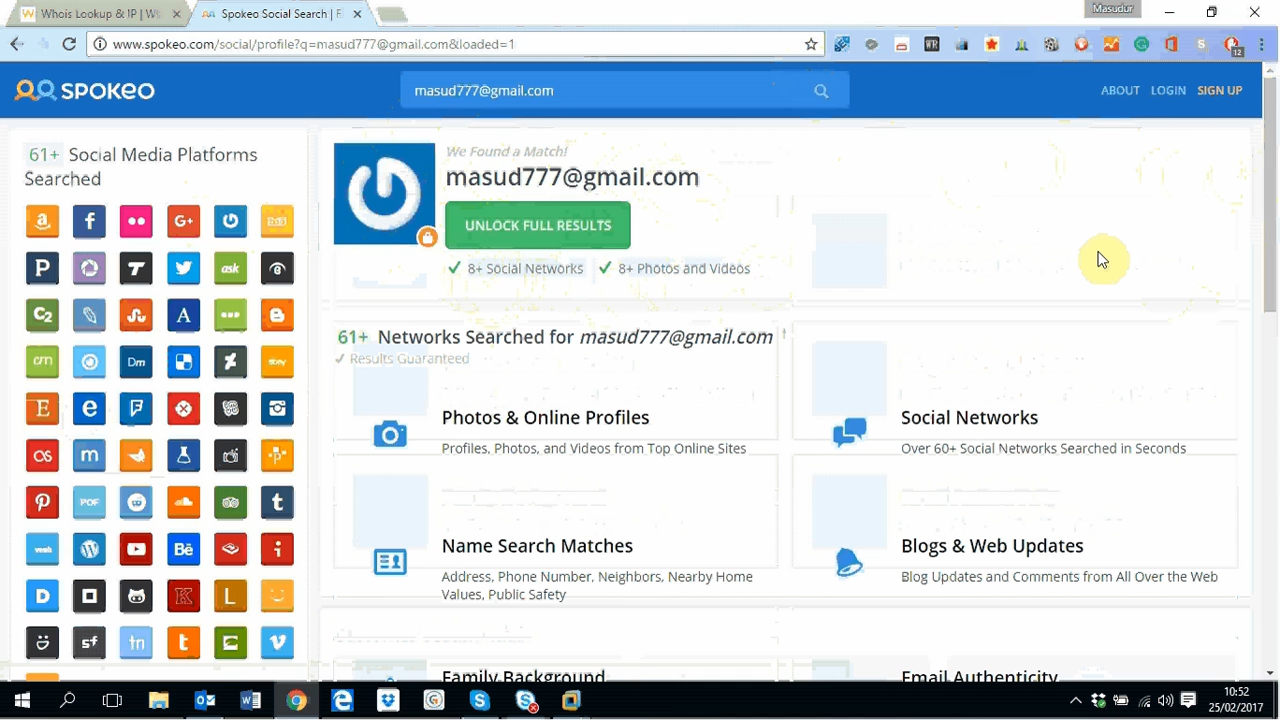 Whois Lookup & IP | W
Spokeo Social Search | F
Masudur
www.spokeo.com/social/profile?q=masud777@gmail.com&loaded=1
WR
12
SPOKEO
masud777@gmail.com
ABOUT
LOGIN
SIGN UP
61+ Social Media Platforms
Searched
We Found a Match!
masud777@gmail.com
UNLOCK FULL RESULTS
8+ Social Networks
8+ Photos and Videos
61+ Networks Searched for masud777@gmail.com
Results Guaranteed
Photos & Online Profiles
Profiles, Photos, and Videos from Top Online Sites
Social Networks
Over 60+ Social Networks Searched in Seconds
Name Search Matches
Address, Phone Number, Neighbors, Nearby Home
Values, Public Safety
Blogs & Web Updates
Blog Updates and Comments from All Over the Web
Family Background
Email Authenticity
10:52
25/02/2017